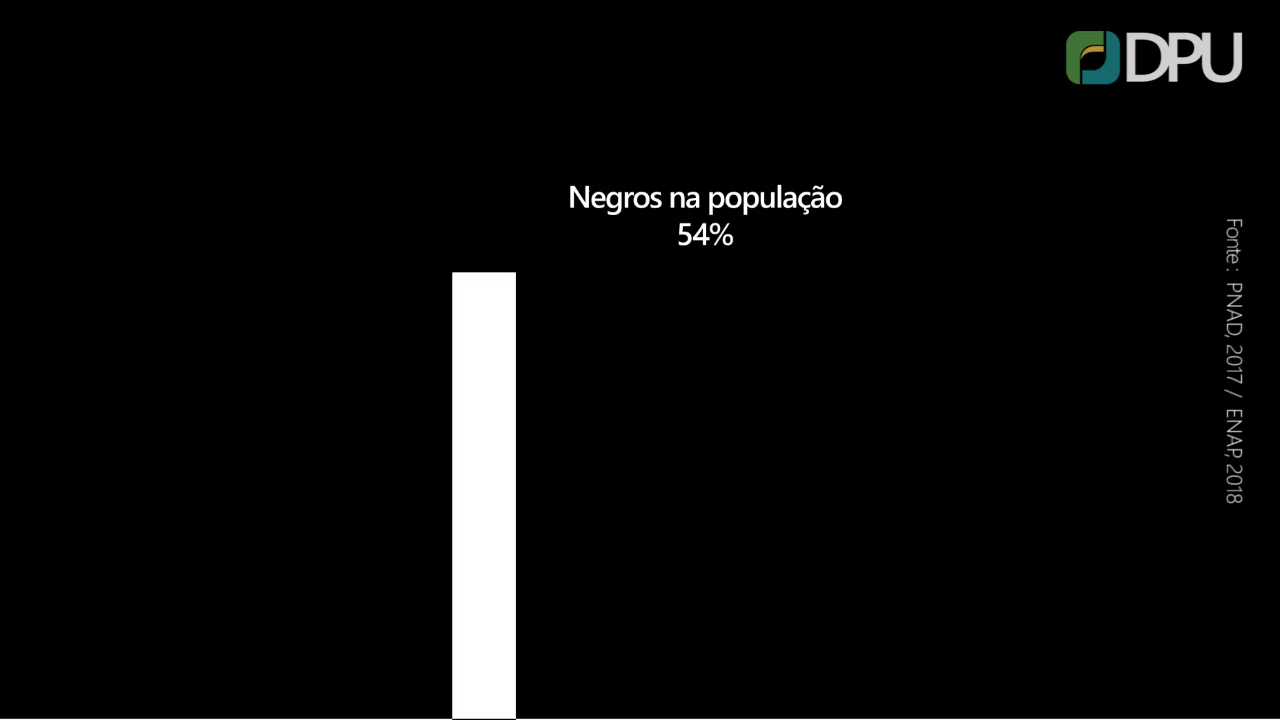 DPU
Negros na população
54%
Fonte : PNAD, 2017 / ENAP, 2018